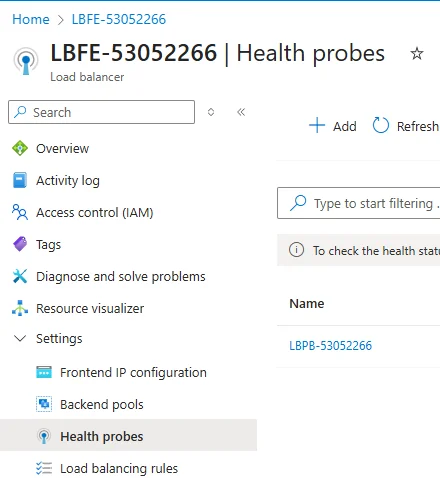 Home > LBFE-53052266
LBFE-53052266 | Health probes
Load balancer
Search
Add
Refresh
Overview
Activity log
Access control (IAM)
Type to start filtering .
Tags
To check the health statu
Diagnose and solve problems
Resource visualizer
Name
Settings
LBPB-53052266
Frontend IP configuration
Backend pools
Health probes
Load balancing rules